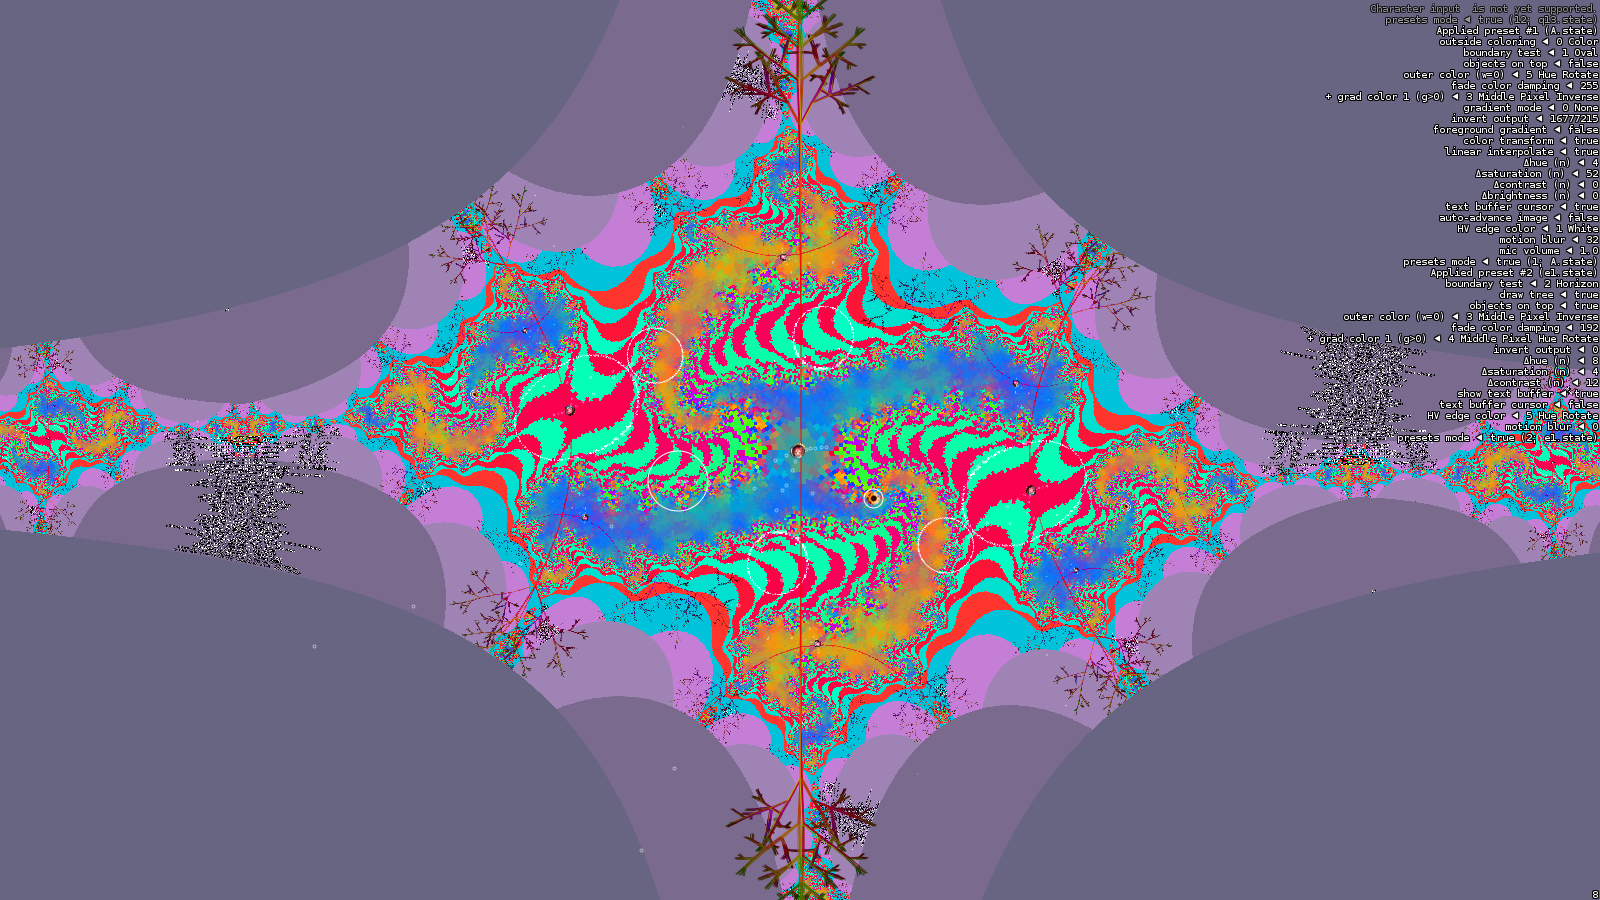 Character input  is not yet supported.
presets mode ◄ true (12; q13.state)
Applied preset #1 (A.state)
outside coloring ◄ 0 Color
boundary test ◄ 1 Oval
objects on top ◄ false
outer color (w=0) ◄ 5 Hue Rotate
fade color damping ◄ 255
+ grad color 1 (g>0) ◄ 3 Middle Pixel Inverse
gradient mode ◄ 0 None
invert output ◄ 16777215
foreground gradient ◄ false
color transform ◄ true
linear interpolate ◄ true
Δhue (n) ◄ 4
Δsaturation (n) ◄ 52
Δcontrast (n) ◄ 0
Δbrightness (n) ◄ 0
text buffer cursor ◄ true
auto-advance image ◄ false
HV edge color ◄ 1 White
motion blur ◄ 32
mic volume ◄ 1.0
presets mode ◄ true (1; A.state)
Applied preset #2 (e1.state)
boundary test ◄ 2 Horizon
draw tree ◄ true
objects on top ◄ true
outer color (w=0) ◄ 3 Middle Pixel Inverse
fade color damping ◄ 192
+ grad color 1 (g>0) ◄ 4 Middle Pixel Hue Rotate
invert output ◄ 0
Δhue (n) ◄ 8
Δsaturation (n) ◄ 4
Δcontrast (n) ◄ 12
show text buffer ◄ true
text buffer cursor ◄ false
HV edge color ◄ 5 Hue Rotate
motion blur ◄ 0
presets mode ◄ true (2; e1.state)
8